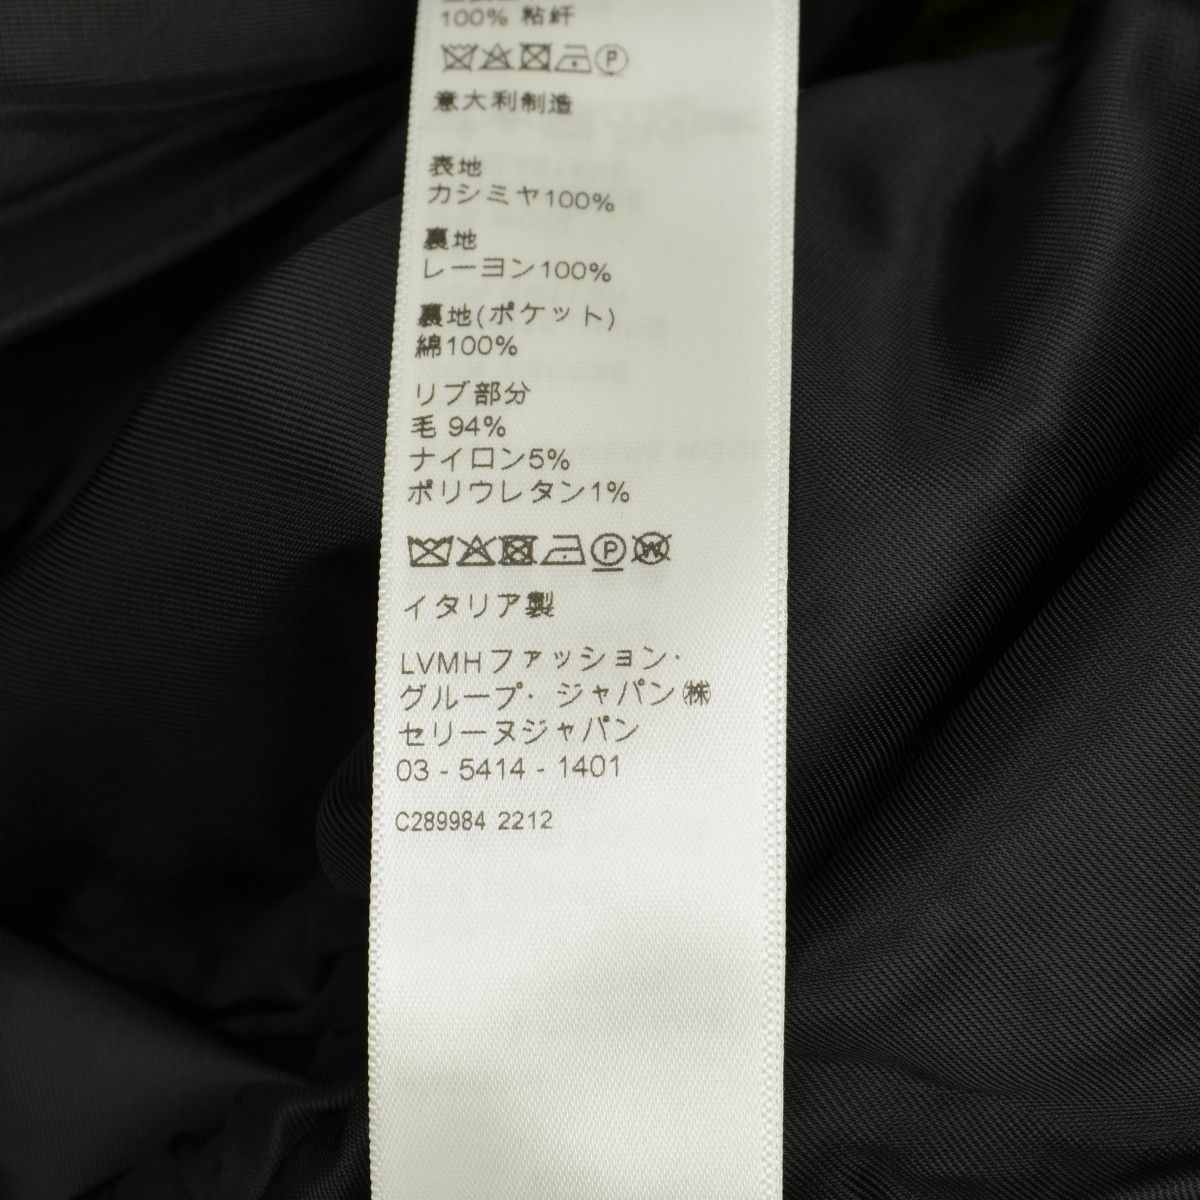 100% 粘纤
意大利制造
表地
カシミヤ100%
裏地
レーヨン100%
裏地(ポケット)
綿100%
リブ部分
毛 94%
ナイロン5%
ポリウレタン1%
イタリア製
LVMHファッション・
グループ・ジャパン㈱
セリーヌジャパン
03 - 5414 - 1401
C289984 2212